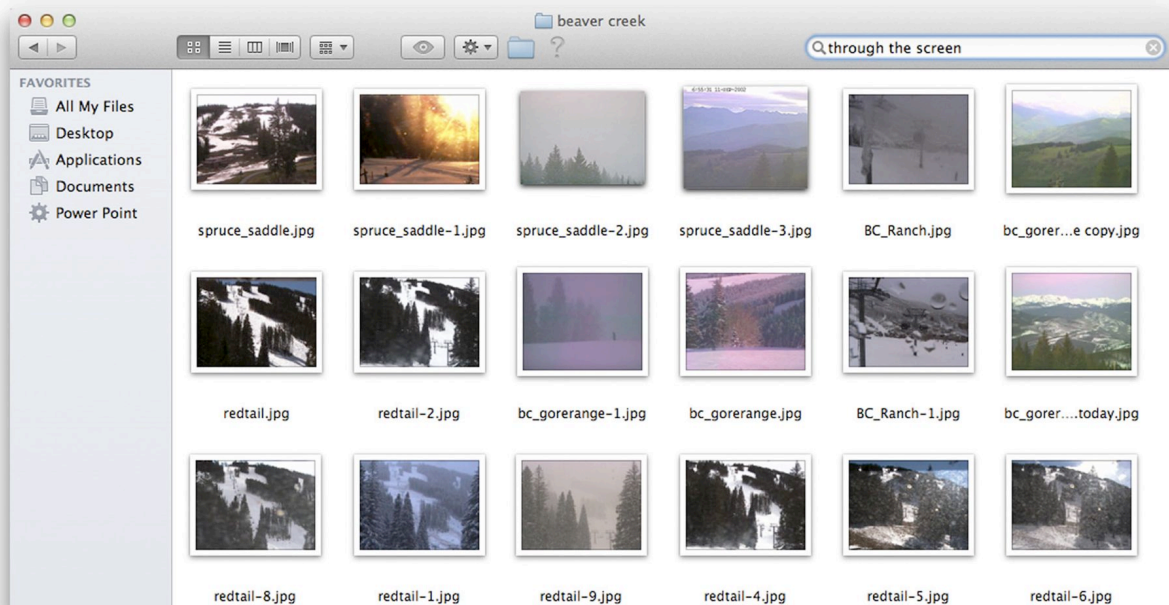 beaver creek
through the screen
FAVORITES
All My Files
Desktop
Applications
Documents
Power Point
spruce_saddle.jpg
spruce_saddle-1.jpg
spruce_saddle-2.jpg
spruce_saddle-3.jpg
BC_Ranch.jpg
bc_gorer...e copy.jpg
redtail.jpg
redtail-2.jpg
bc_gorerange-1.jpg
bc_gorerange.jpg
BC_Ranch-1.jpg
bc_gorer....today.jpg
redtail-8.jpg
redtail-1.jpg
redtail-9.jpg
redtail-4.jpg
redtail-5.jpg
redtail-6.jpg